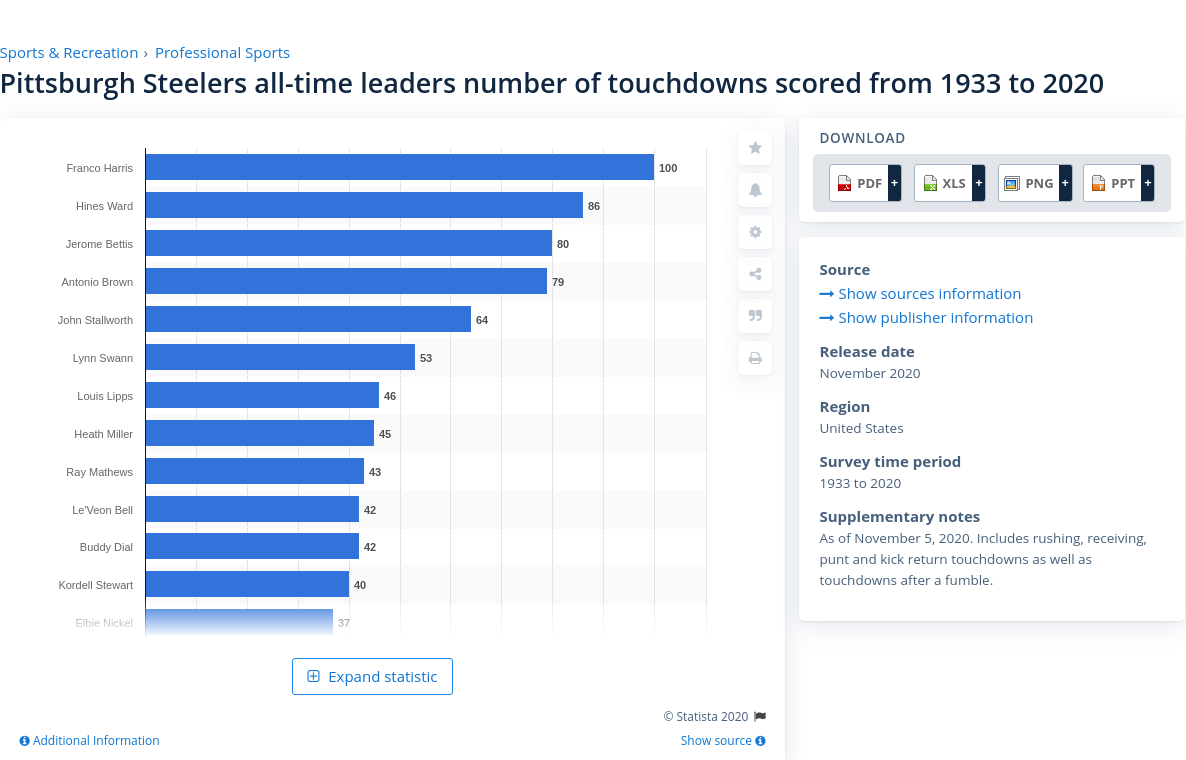 Sports & Recreation › Professional Sports
Pittsburgh Steelers all-time leaders number of touchdowns scored from 1933 to 2020
Franco Harris 100
Hines Ward 86
Jerome Bettis 80
Antonio Brown 79
John Stallworth 64
Lynn Swann 53
Louis Lipps 46
Heath Miller 45
Ray Mathews 43
Le'Veon Bell 42
Buddy Dial 42
Kordell Stewart 40
Elbie Nickel 37
Expand statistic
© Statista 2020
Additional Information
Show source
DOWNLOAD
PDF + XLS + PNG + PPT +
Source
Show sources information
Show publisher information
Release date
November 2020
Region
United States
Survey time period
1933 to 2020
Supplementary notes
As of November 5, 2020. Includes rushing, receiving,
punt and kick return touchdowns as well as
touchdowns after a fumble.